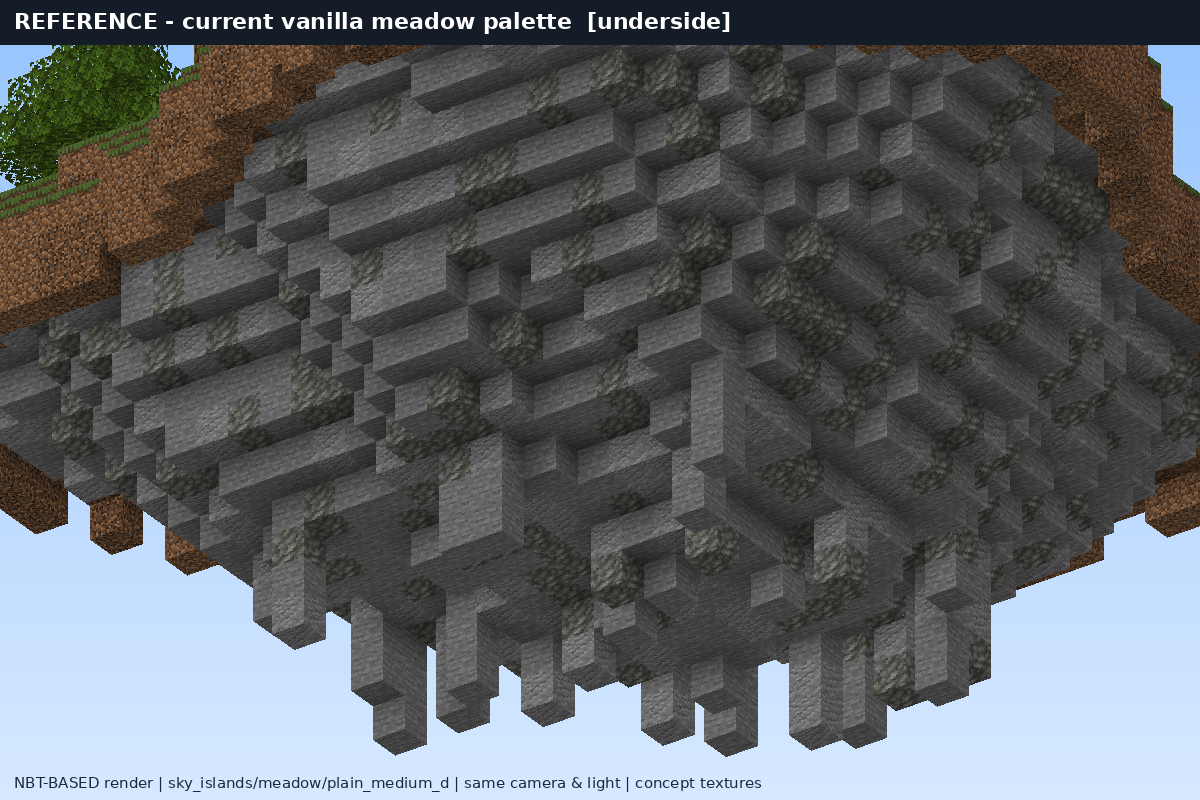 REFERENCE - current vanilla meadow palette  [underside]
NBT-BASED render | sky_islands/meadow/plain_medium_d | same camera & light | concept textures